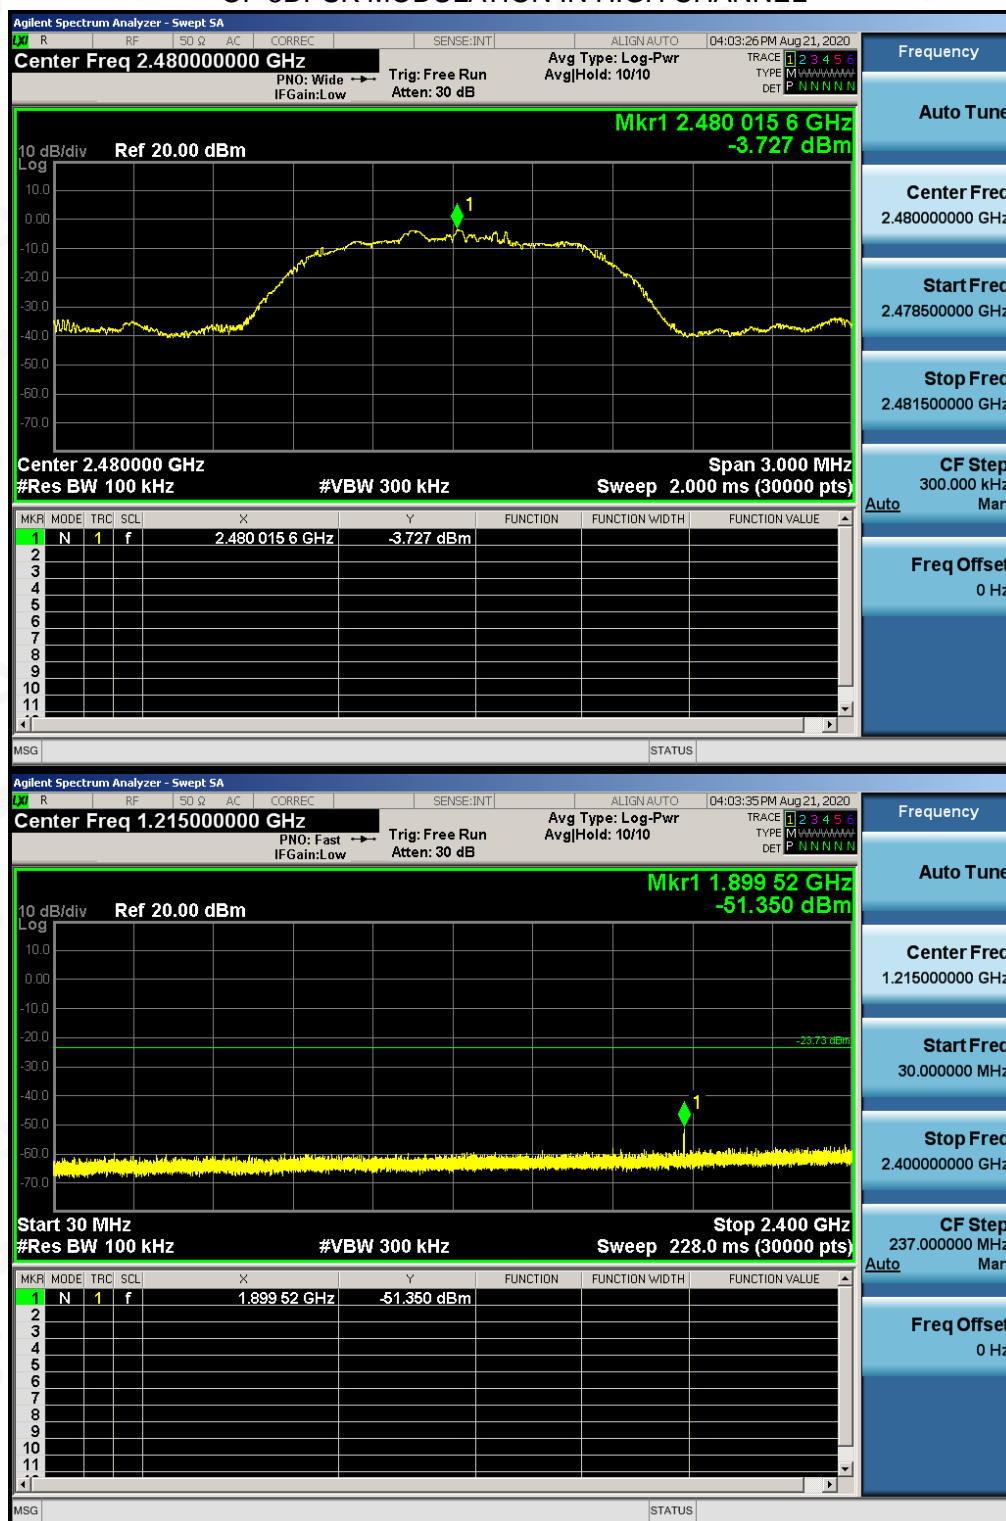 OF 8DPSK MODULATION IN HIGH CHANNEL
Agilent Spectrum Analyzer - Swept SA
LXI R RF 50 Ω AC CORREC SENSE:INT ALIGN AUTO 04:03:26 PM Aug 21, 2020
Center Freq 2.480000000 GHz
PNO: Wide
IFGain:Low
Trig: Free Run
Atten: 30 dB
Avg Type: Log-Pwr
Avg|Hold: 10/10
TRACE 1 2 3 4 5 6
TYPE M WWWWW
DET P N N N N N
Mkr1 2.480 015 6 GHz
-3.727 dBm
10 dB/div Ref 20.00 dBm
Log
10.0
0.00
-10.0
-20.0
-30.0
-40.0
-50.0
-60.0
-70.0
1
Center 2.480000 GHz Span 3.000 MHz
#Res BW 100 kHz #VBW 300 kHz Sweep 2.000 ms (30000 pts)
MKR MODE TRC SCL X Y FUNCTION FUNCTION WIDTH FUNCTION VALUE
1 N 1 f 2.480 015 6 GHz -3.727 dBm
2
3
4
5
6
7
8
9
10
11
MSG STATUS
Frequency
Auto Tune
Center Freq
2.480000000 GHz
Start Freq
2.478500000 GHz
Stop Freq
2.481500000 GHz
CF Step
300.000 kHz
Auto Man
Freq Offset
0 Hz
Agilent Spectrum Analyzer - Swept SA
LXI R RF 50 Ω AC CORREC SENSE:INT ALIGN AUTO 04:03:35 PM Aug 21, 2020
Center Freq 1.215000000 GHz
PNO: Fast
IFGain:Low
Trig: Free Run
Atten: 30 dB
Avg Type: Log-Pwr
Avg|Hold: 10/10
TRACE 1 2 3 4 5 6
TYPE M WWWWW
DET P N N N N N
Mkr1 1.899 52 GHz
-51.350 dBm
10 dB/div Ref 20.00 dBm
Log
10.0
0.00
-10.0
-20.0
-30.0
-40.0
-50.0
-60.0
-70.0
-23.73 dBm
1
Start 30 MHz Stop 2.400 GHz
#Res BW 100 kHz #VBW 300 kHz Sweep 228.0 ms (30000 pts)
MKR MODE TRC SCL X Y FUNCTION FUNCTION WIDTH FUNCTION VALUE
1 N 1 f 1.899 52 GHz -51.350 dBm
2
3
4
5
6
7
8
9
10
11
MSG STATUS
Frequency
Auto Tune
Center Freq
1.215000000 GHz
Start Freq
30.000000 MHz
Stop Freq
2.400000000 GHz
CF Step
237.000000 MHz
Auto Man
Freq Offset
0 Hz